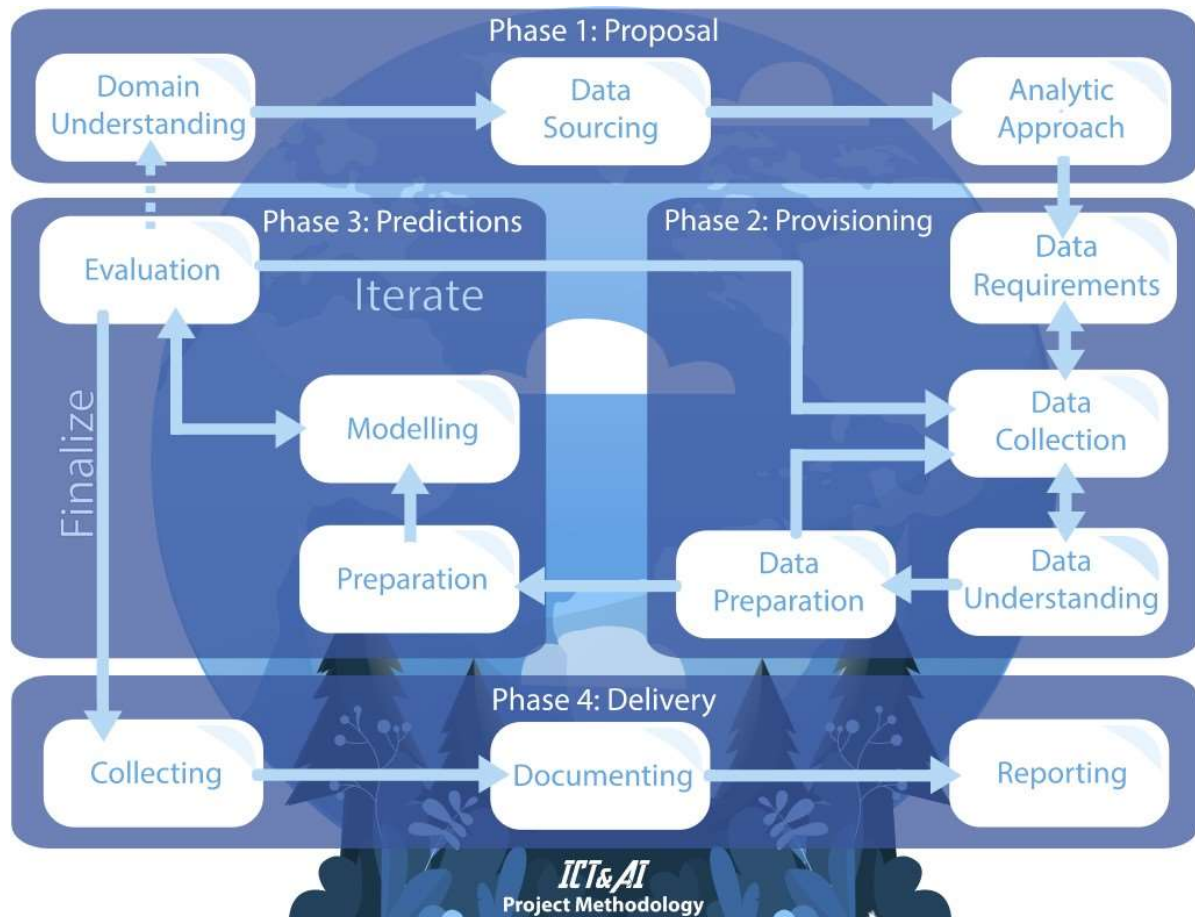 Phase 1: Proposal
Domain
Understanding
Data
Sourcing
Analytic
Approach
Phase 3: Predictions
Evaluation
Iterate
Modelling
Preparation
Finalize
Phase 2: Provisioning
Data
Requirements
Data
Collection
Data
Understanding
Data
Preparation
Phase 4: Delivery
Collecting
Documenting
Reporting
ICT&AI
Project Methodology